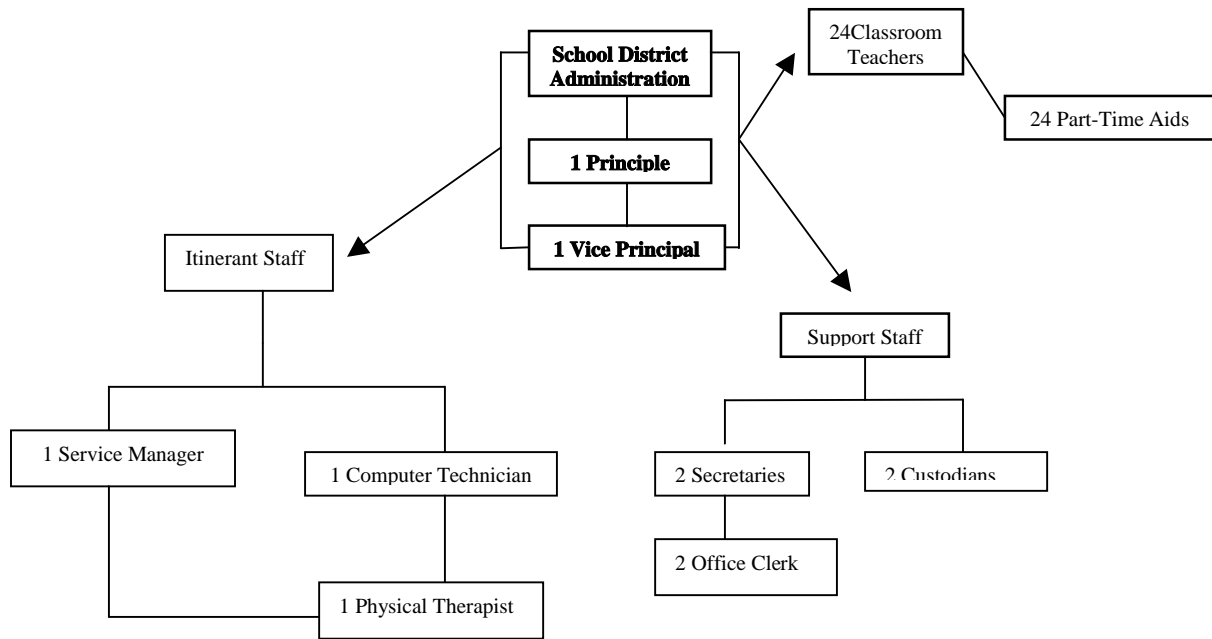 School District
Administration
24Classroom
Teachers
24 Part-Time Aids
1 Principle
1 Vice Principal
Itinerant Staff
Support Staff
1 Service Manager
1 Computer Technician
2 Secretaries
2 Custodians
2 Office Clerk
1 Physical Therapist